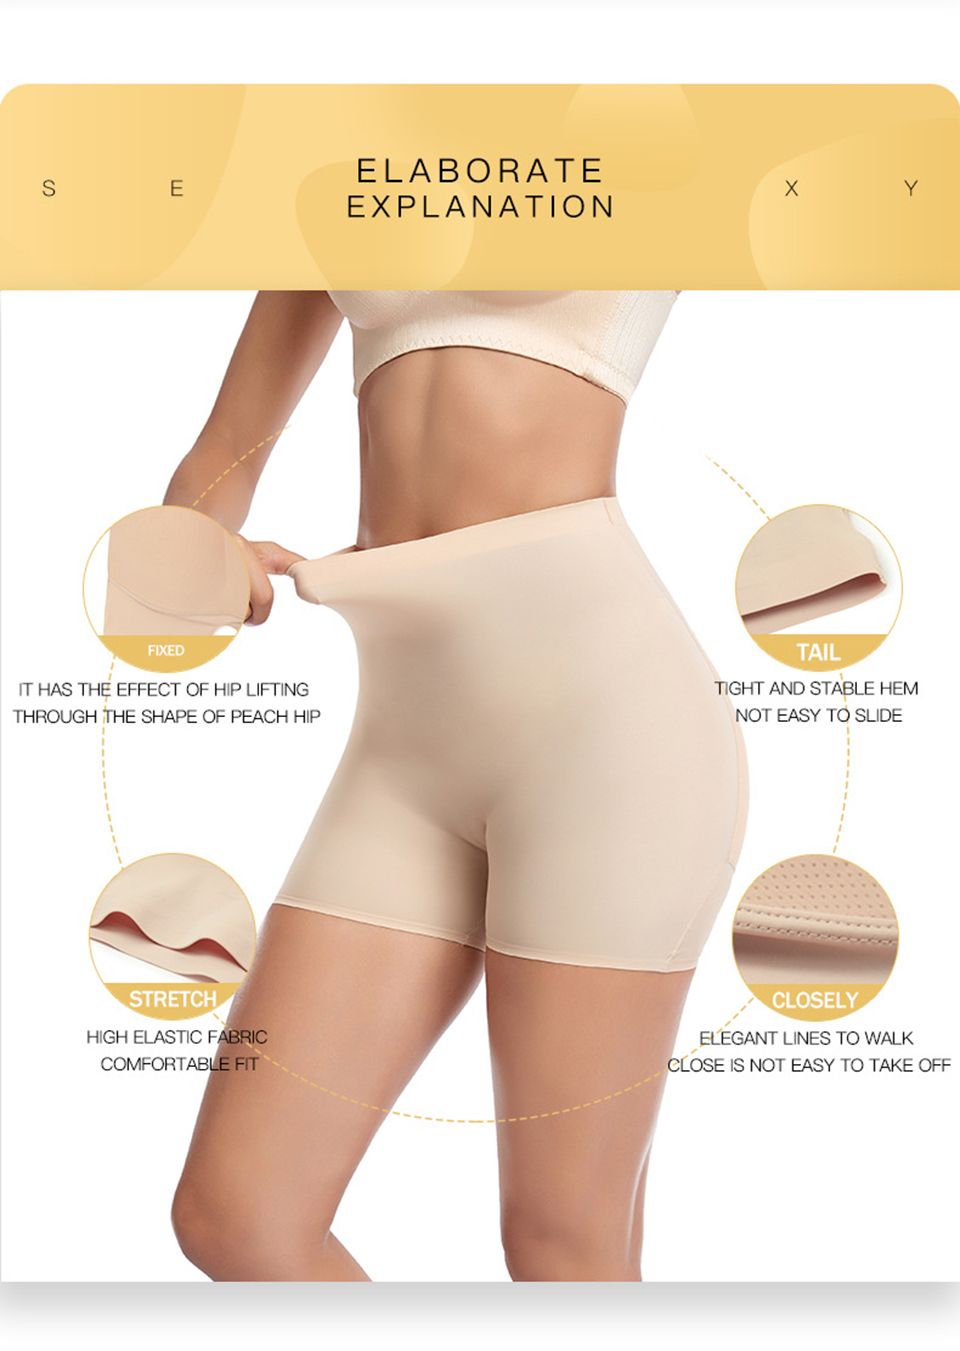 S E ELABORATE X Y
EXPLANATION
FIXED
IT HAS THE EFFECT OF HIP LIFTING
THROUGH THE SHAPE OF PEACH HIP
TAIL
TIGHT AND STABLE HEM
NOT EASY TO SLIDE
STRETCH
HIGH ELASTIC FABRIC
COMFORTABLE FIT
CLOSELY
ELEGANT LINES TO WALK
CLOSE IS NOT EASY TO TAKE OFF